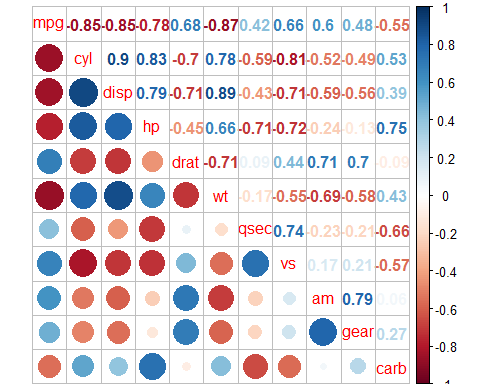 mpg -0.85 -0.85 -0.78 0.68 -0.87 0.42 0.66 0.6 0.48 -0.55
cyl 0.9 0.83 -0.7 0.78 -0.59 -0.81 -0.52 -0.49 0.53
disp 0.79 -0.71 0.89 -0.43 -0.71 -0.59 -0.56 0.39
hp -0.45 0.66 -0.71 -0.72 -0.24 -0.13 0.75
drat -0.71 0.09 0.44 0.71 0.7 -0.09
wt -0.17 -0.55 -0.69 -0.58 0.43
qsec 0.74 -0.23 -0.21 -0.66
vs 0.17 0.21 -0.57
am 0.79 0.06
gear 0.27
carb
1
0.8
0.6
0.4
0.2
0
-0.2
-0.4
-0.6
-0.8
-1